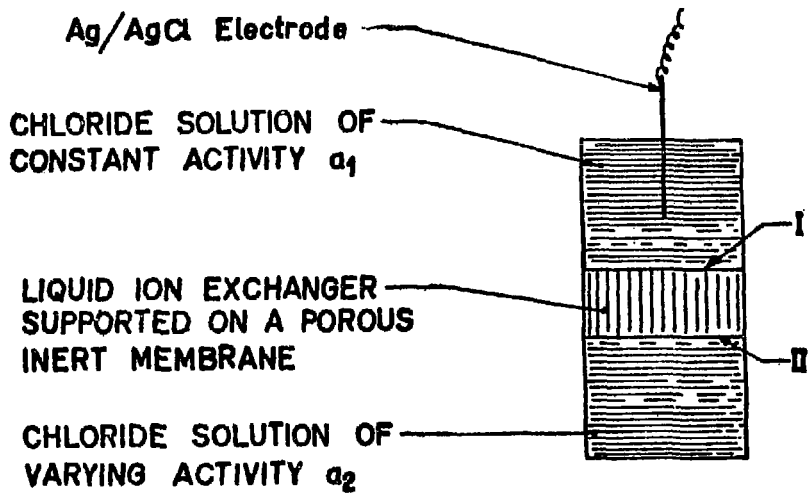 Ag/AgCl Electrode
CHLORIDE SOLUTION OF
CONSTANT ACTIVITY a1
I
LIQUID ION EXCHANGER
SUPPORTED ON A POROUS
INERT MEMBRANE
II
CHLORIDE SOLUTION OF
VARYING ACTIVITY a2